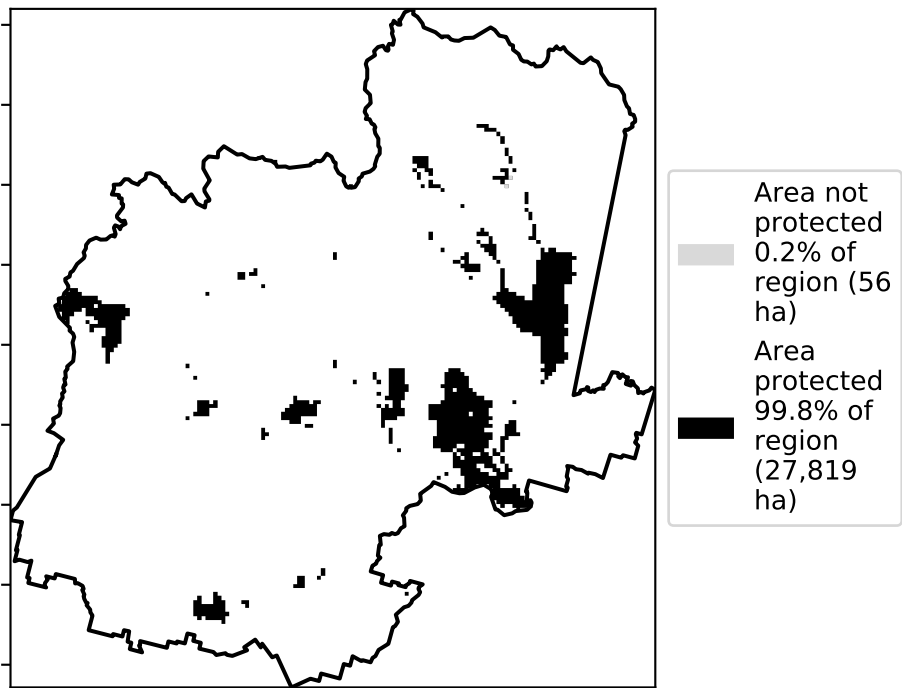 Area not
protected
0.2% of
region (56
ha)
Area
protected
99.8% of
region
(27,819
ha)